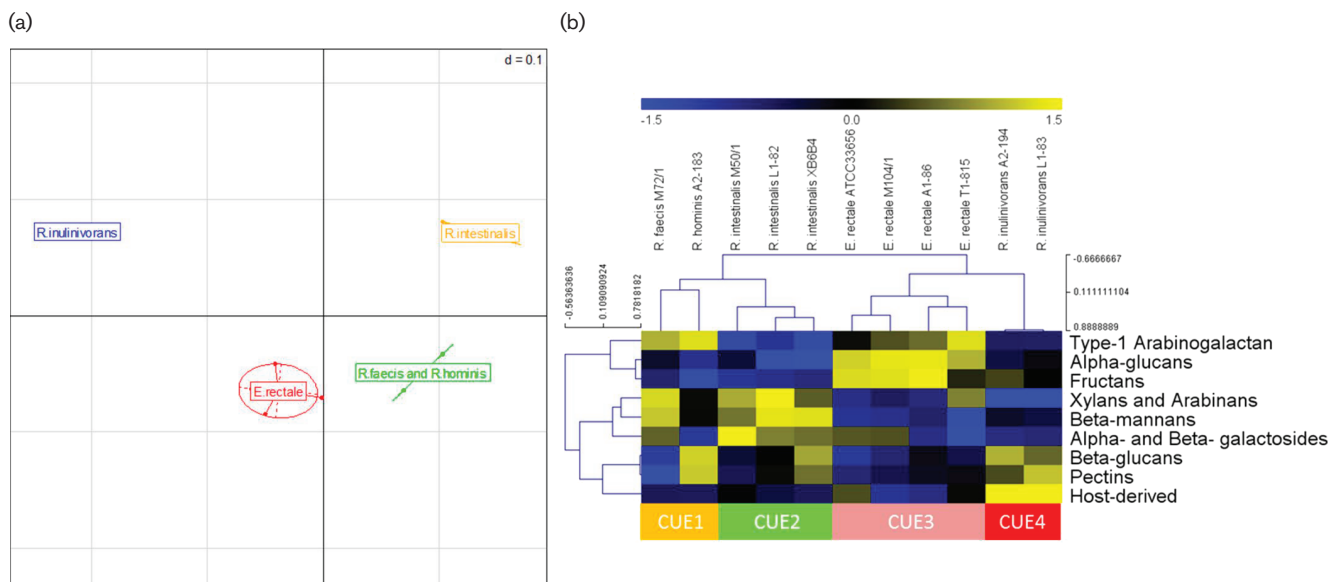 (a)
d = 0.1
R.inulinivorans
R.intestinalis
R.faecis and R.hominis
E.rectale
(b)
-1.5 0.0 1.5
R. faecis M72/1
R. hominis A2-183
R. intestinalis M50/1
R. intestinalis L1-82
R. intestinalis XB6B4
E. rectale ATCC33656
E. rectale M104/1
E. rectale A1-86
E. rectale T1-815
R. inulinivorans A2-194
R. inulinivorans L1-83
-0.56363636
0.109090924
0.7818182
-0.6666667
0.111111104
0.8888889
Type-1 Arabinogalactan
Alpha-glucans
Fructans
Xylans and Arabinans
Beta-mannans
Alpha- and Beta- galactosides
Beta-glucans
Pectins
Host-derived
CUE1 CUE2 CUE3 CUE4